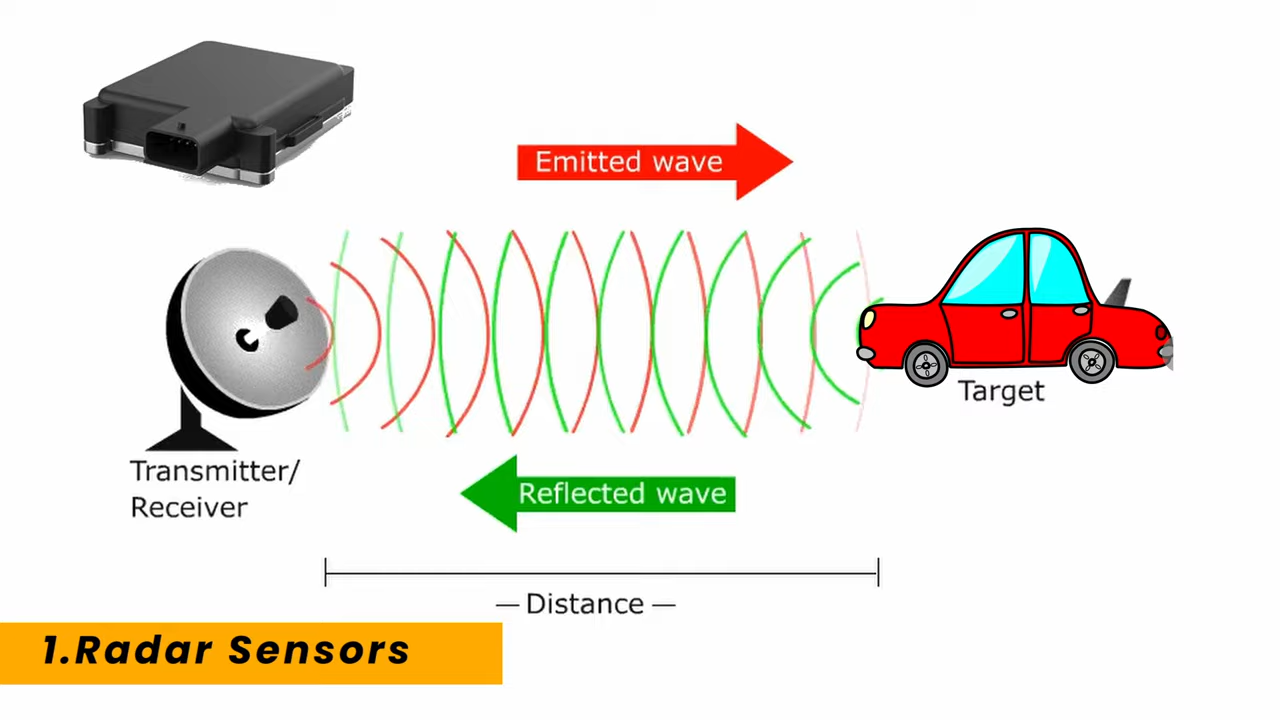 Emitted wave
Target
Transmitter/
Receiver
Reflected wave
— Distance —
1.Radar Sensors